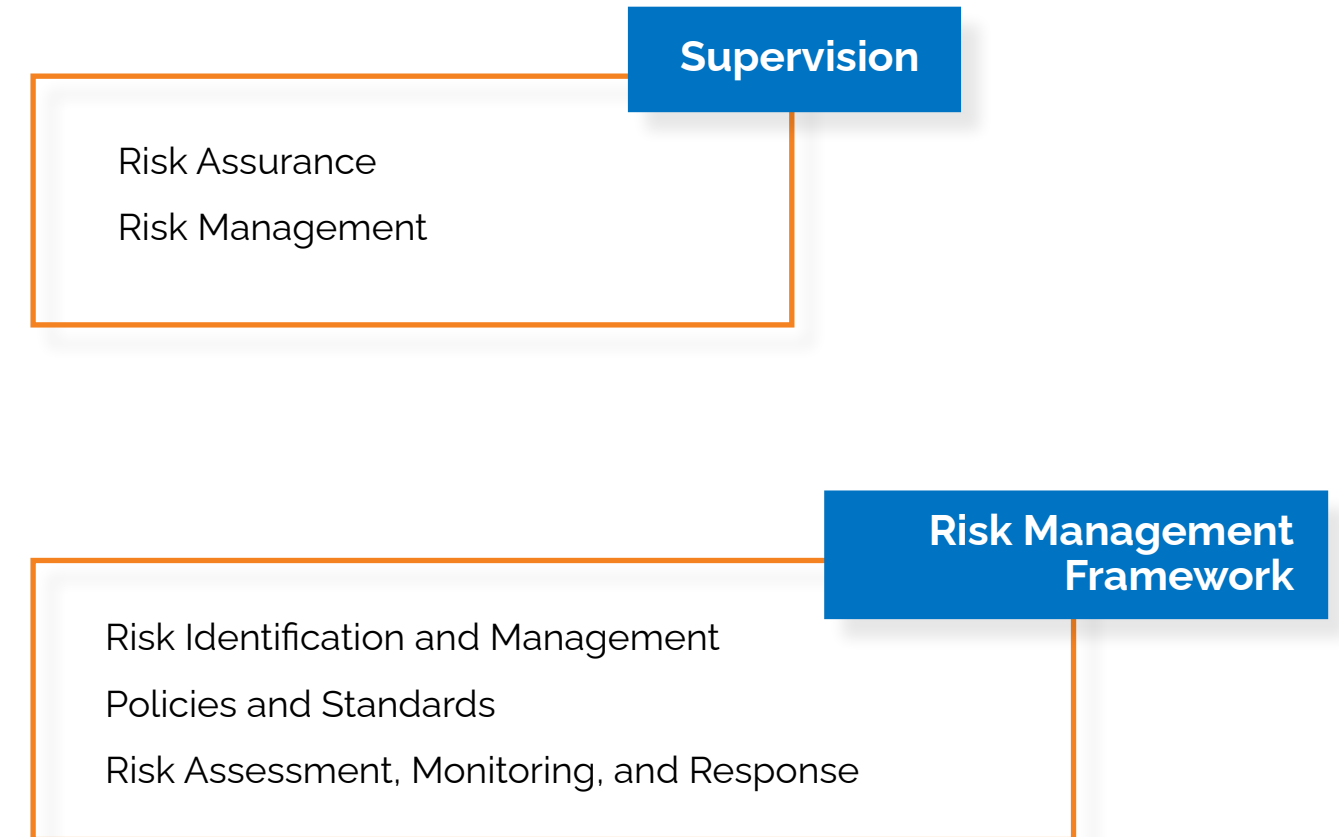 Supervision
Risk Assurance
Risk Management
Risk Management
Framework
Risk Identification and Management
Policies and Standards
Risk Assessment, Monitoring, and Response